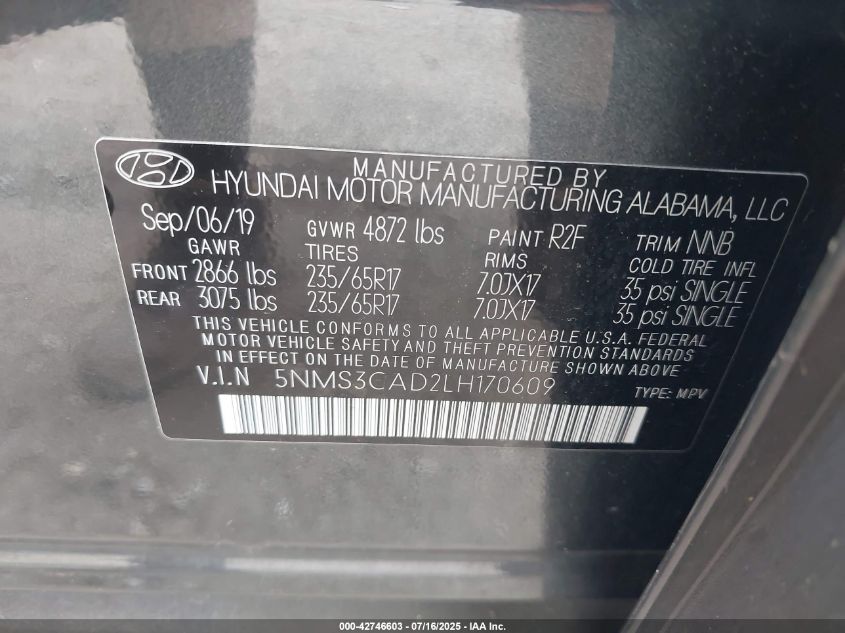 MANUFACTURED BY
HYUNDAI MOTOR MANUFACTURING ALABAMA, LLC
Sep/06/19 GVWR 4872 lbs PAINT R2F TRIM NNB
GAWR TIRES RIMS COLD TIRE INFL
FRONT 2866 lbs 235/65R17 7.0JX17 35 psi SINGLE
REAR 3075 lbs 235/65R17 7.0JX17 35 psi SINGLE
THIS VEHICLE CONFORMS TO ALL APPLICABLE U.S.A. FEDERAL
MOTOR VEHICLE SAFETY AND THEFT PREVENTION STANDARDS
IN EFFECT ON THE DATE OF MANUFACTURE SHOWN ABOVE
V.I.N 5NMS3CAD2LH170609 TYPE: MPV
000-42746603 - 07/16/2025 - IAA Inc.